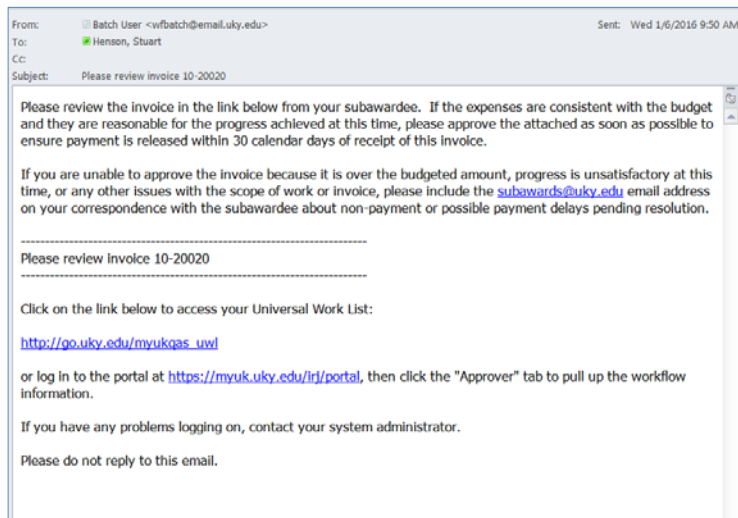 From: Batch User <wfbatch@email.uky.edu> Sent: Wed 1/6/2016 9:50 AM
To: Henson, Stuart
Cc:
Subject: Please review invoice 10-20020
Please review the invoice in the link below from your subawardee.  If the expenses are consistent with the budget
and they are reasonable for the progress achieved at this time, please approve the attached as soon as possible to
ensure payment is released within 30 calendar days of receipt of this invoice.
If you are unable to approve the invoice because it is over the budgeted amount, progress is unsatisfactory at this
time, or any other issues with the scope of work or invoice, please include the subawards@uky.edu email address
on your correspondence with the subawardee about non-payment or possible payment delays pending resolution.
----------------------------------------------------------------------
Please review invoice 10-20020
----------------------------------------------------------------------
Click on the link below to access your Universal Work List:
http://go.uky.edu/myukqas_uwl
or log in to the portal at https://myuk.uky.edu/irj/portal, then click the "Approver" tab to pull up the workflow
information.
If you have any problems logging on, contact your system administrator.
Please do not reply to this email.